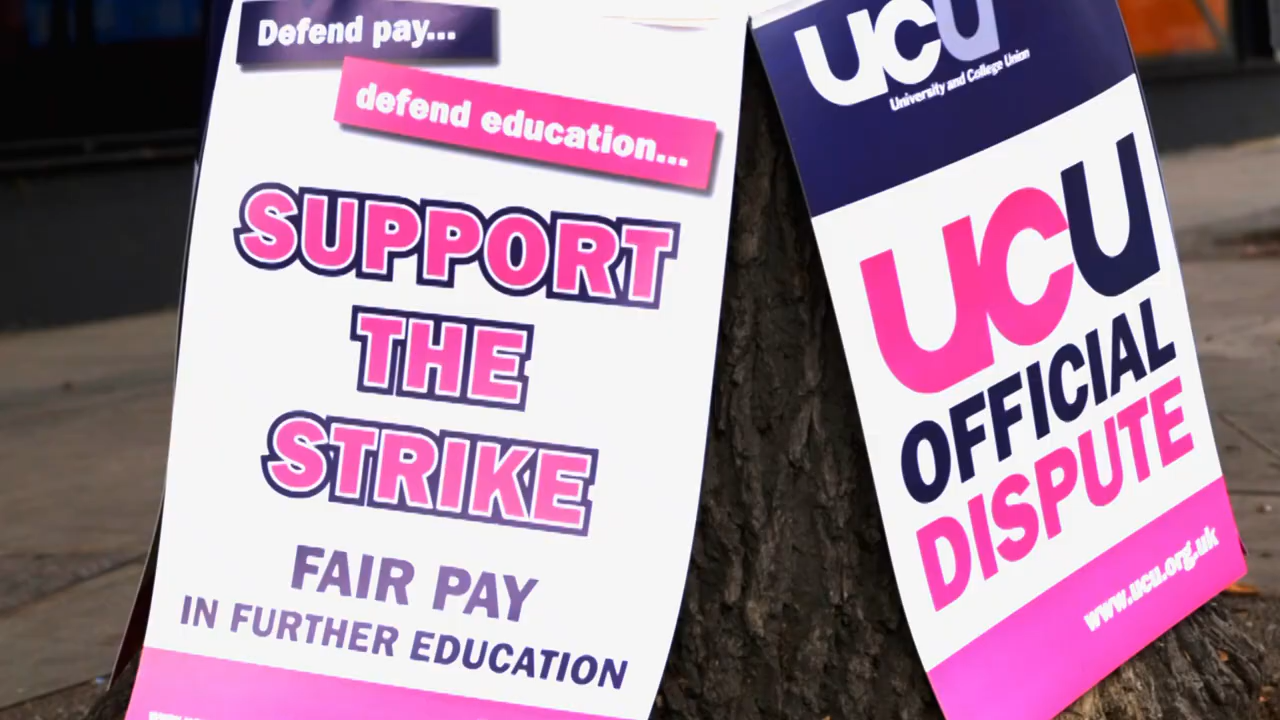 Defend pay...
defend education...
SUPPORT
THE
STRIKE
FAIR PAY
IN FURTHER EDUCATION
UCU
University and College Union
UCU
OFFICIAL
DISPUTE
www.ucu.org.uk